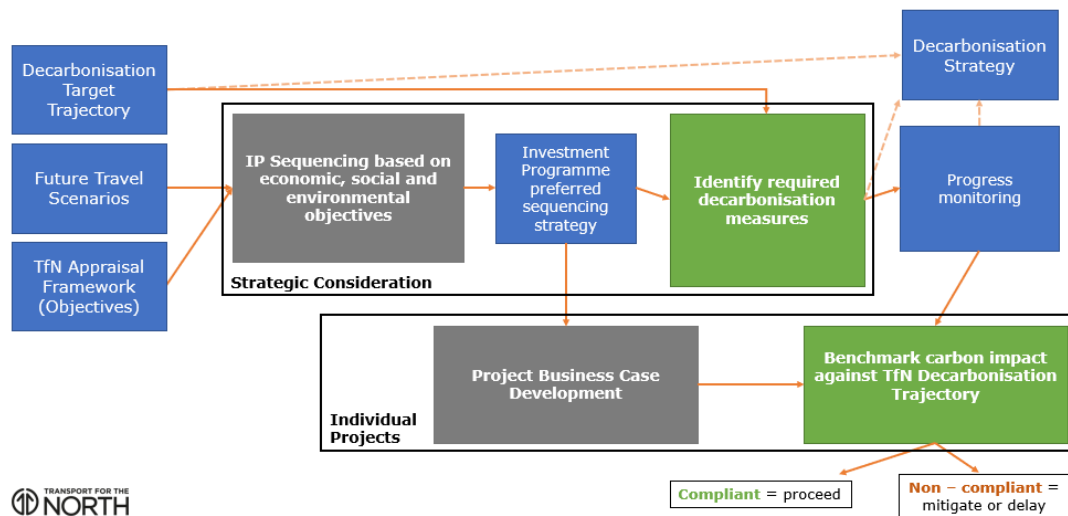 Decarbonisation
Target
Trajectory
Future Travel
Scenarios
TfN Appraisal
Framework
(Objectives)
IP Sequencing based on
economic, social and
environmental
objectives
Investment
Programme
preferred
sequencing
strategy
Identify required
decarbonisation
measures
Strategic Consideration
Decarbonisation
Strategy
Progress
monitoring
Project Business Case
Development
Benchmark carbon impact
against TfN Decarbonisation
Trajectory
Individual
Projects
Compliant = proceed
Non – compliant =
mitigate or delay
TRANSPORT FOR THE
NORTH